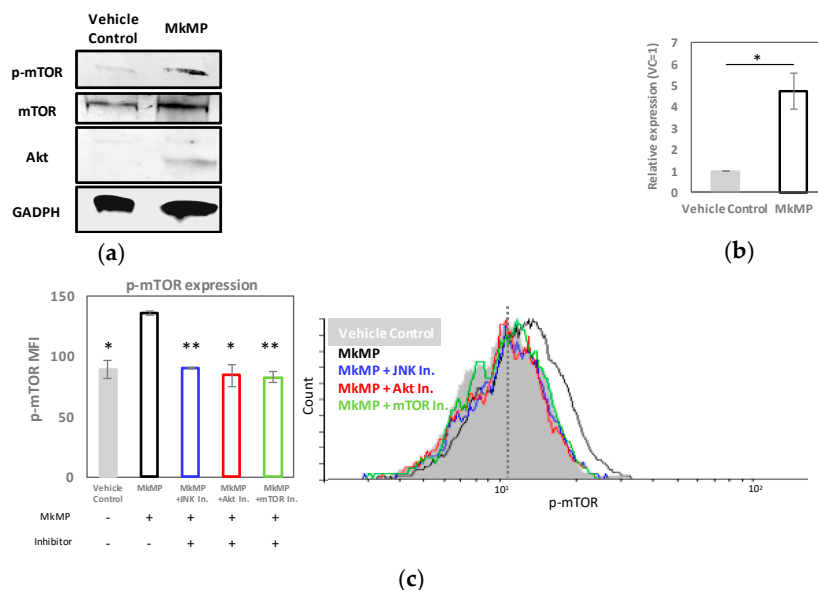 Vehicle
Control
MkMP
p-mTOR
mTOR
Akt
GADPH
(a)
Relative expression (VC=1)
7
6
5
4
3
2
1
0
*
Vehicle Control
MkMP
(b)
p-mTOR expression
p-mTOR MFI
150
100
50
0
*
**
*
**
Vehicle
Control
MkMP
MkMP
+JNK In.
MkMP
+Akt In.
MkMP
+mTOR In.
MkMP - + + + +
Inhibitor - - + + +
Vehicle Control
MkMP
MkMP + JNK In.
MkMP + Akt In.
MkMP + mTOR In.
Count
10¹
10²
p-mTOR
(c)